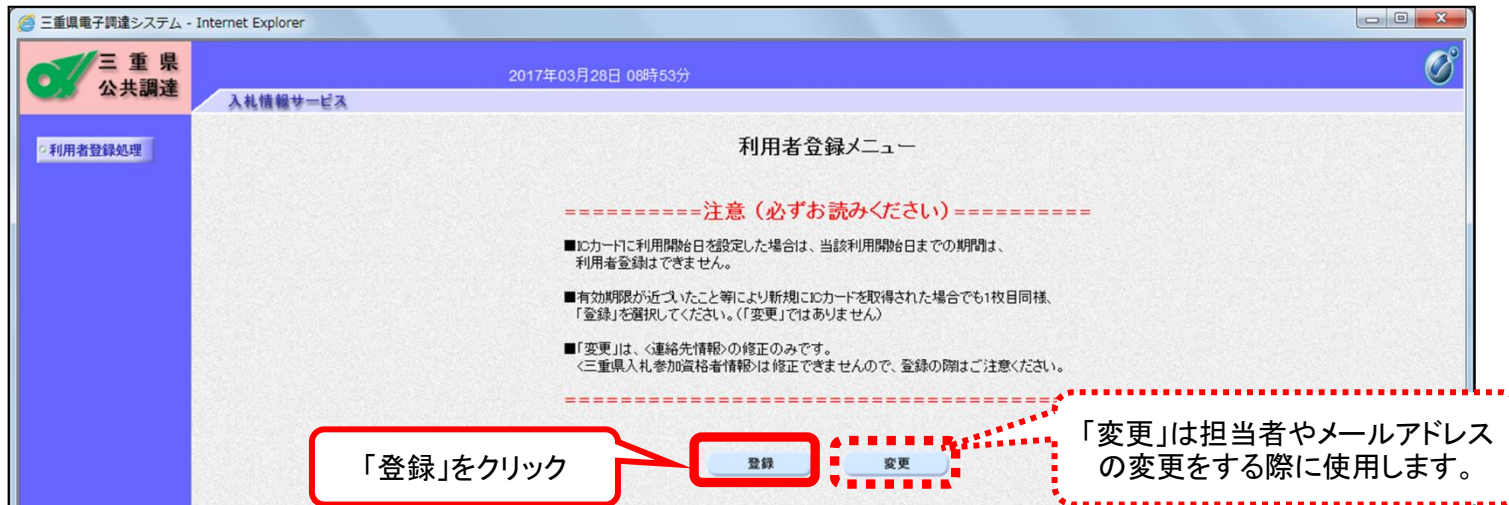 三重県電子調達システム - Internet Explorer
三重県
公共調達
2017年03月28日 08時53分
入札情報サービス
利用者登録処理
利用者登録メニュー
==========注意（必ずお読みください）==========
■ICカードに利用開始日を設定した場合は、当該利用開始日までの期間は、
利用者登録はできません。
■有効期限が近づいたこと等により新規にICカードを取得された場合でも1枚目同様、
「登録」を選択してください。(「変更」ではありません)
■「変更」は、<連絡先情報>の修正のみです。
<三重県入札参加資格者情報>は修正できませんので、登録の際はご注意ください。
「登録」をクリック
登録
変更
「変更」は担当者やメールアドレス
の変更をする際に使用します。